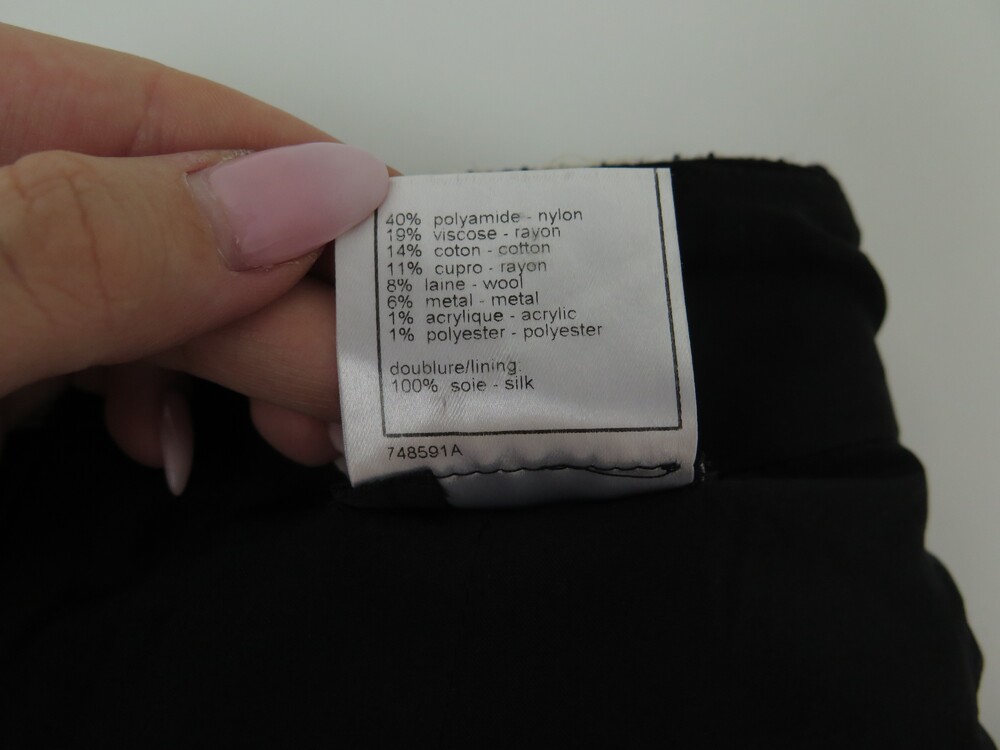 40% polyamide - nylon
19% viscose - rayon
14% coton - cotton
11% cupro - rayon
8% laine - wool
6% metal - metal
1% acrylique - acrylic
1% polyester - polyester
doublure/lining:
100% soie - silk
748591A